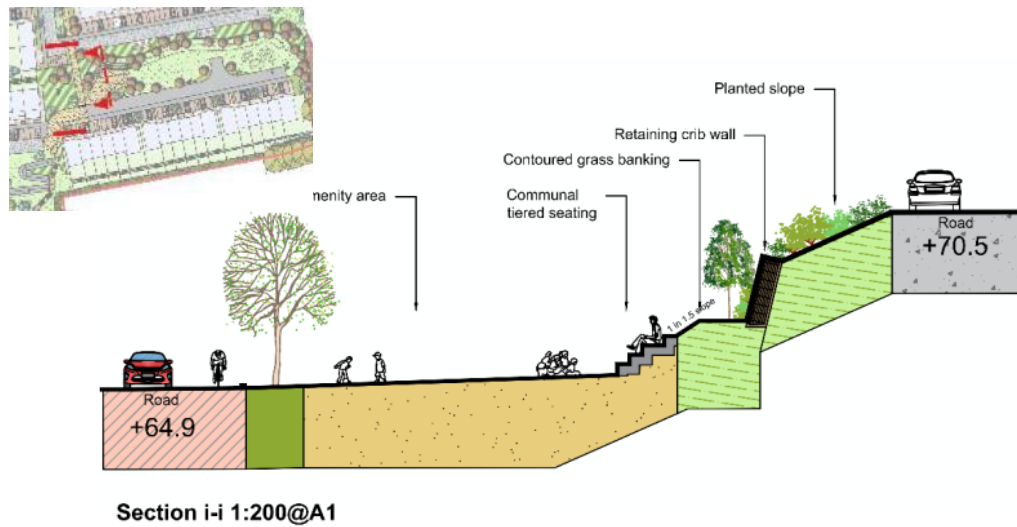 Planted slope
Retaining crib wall
Contoured grass banking
menity area
Communal
tiered seating
1 in 1.5 slope
Road
+70.5
Road
+64.9
Section i-i 1:200@A1